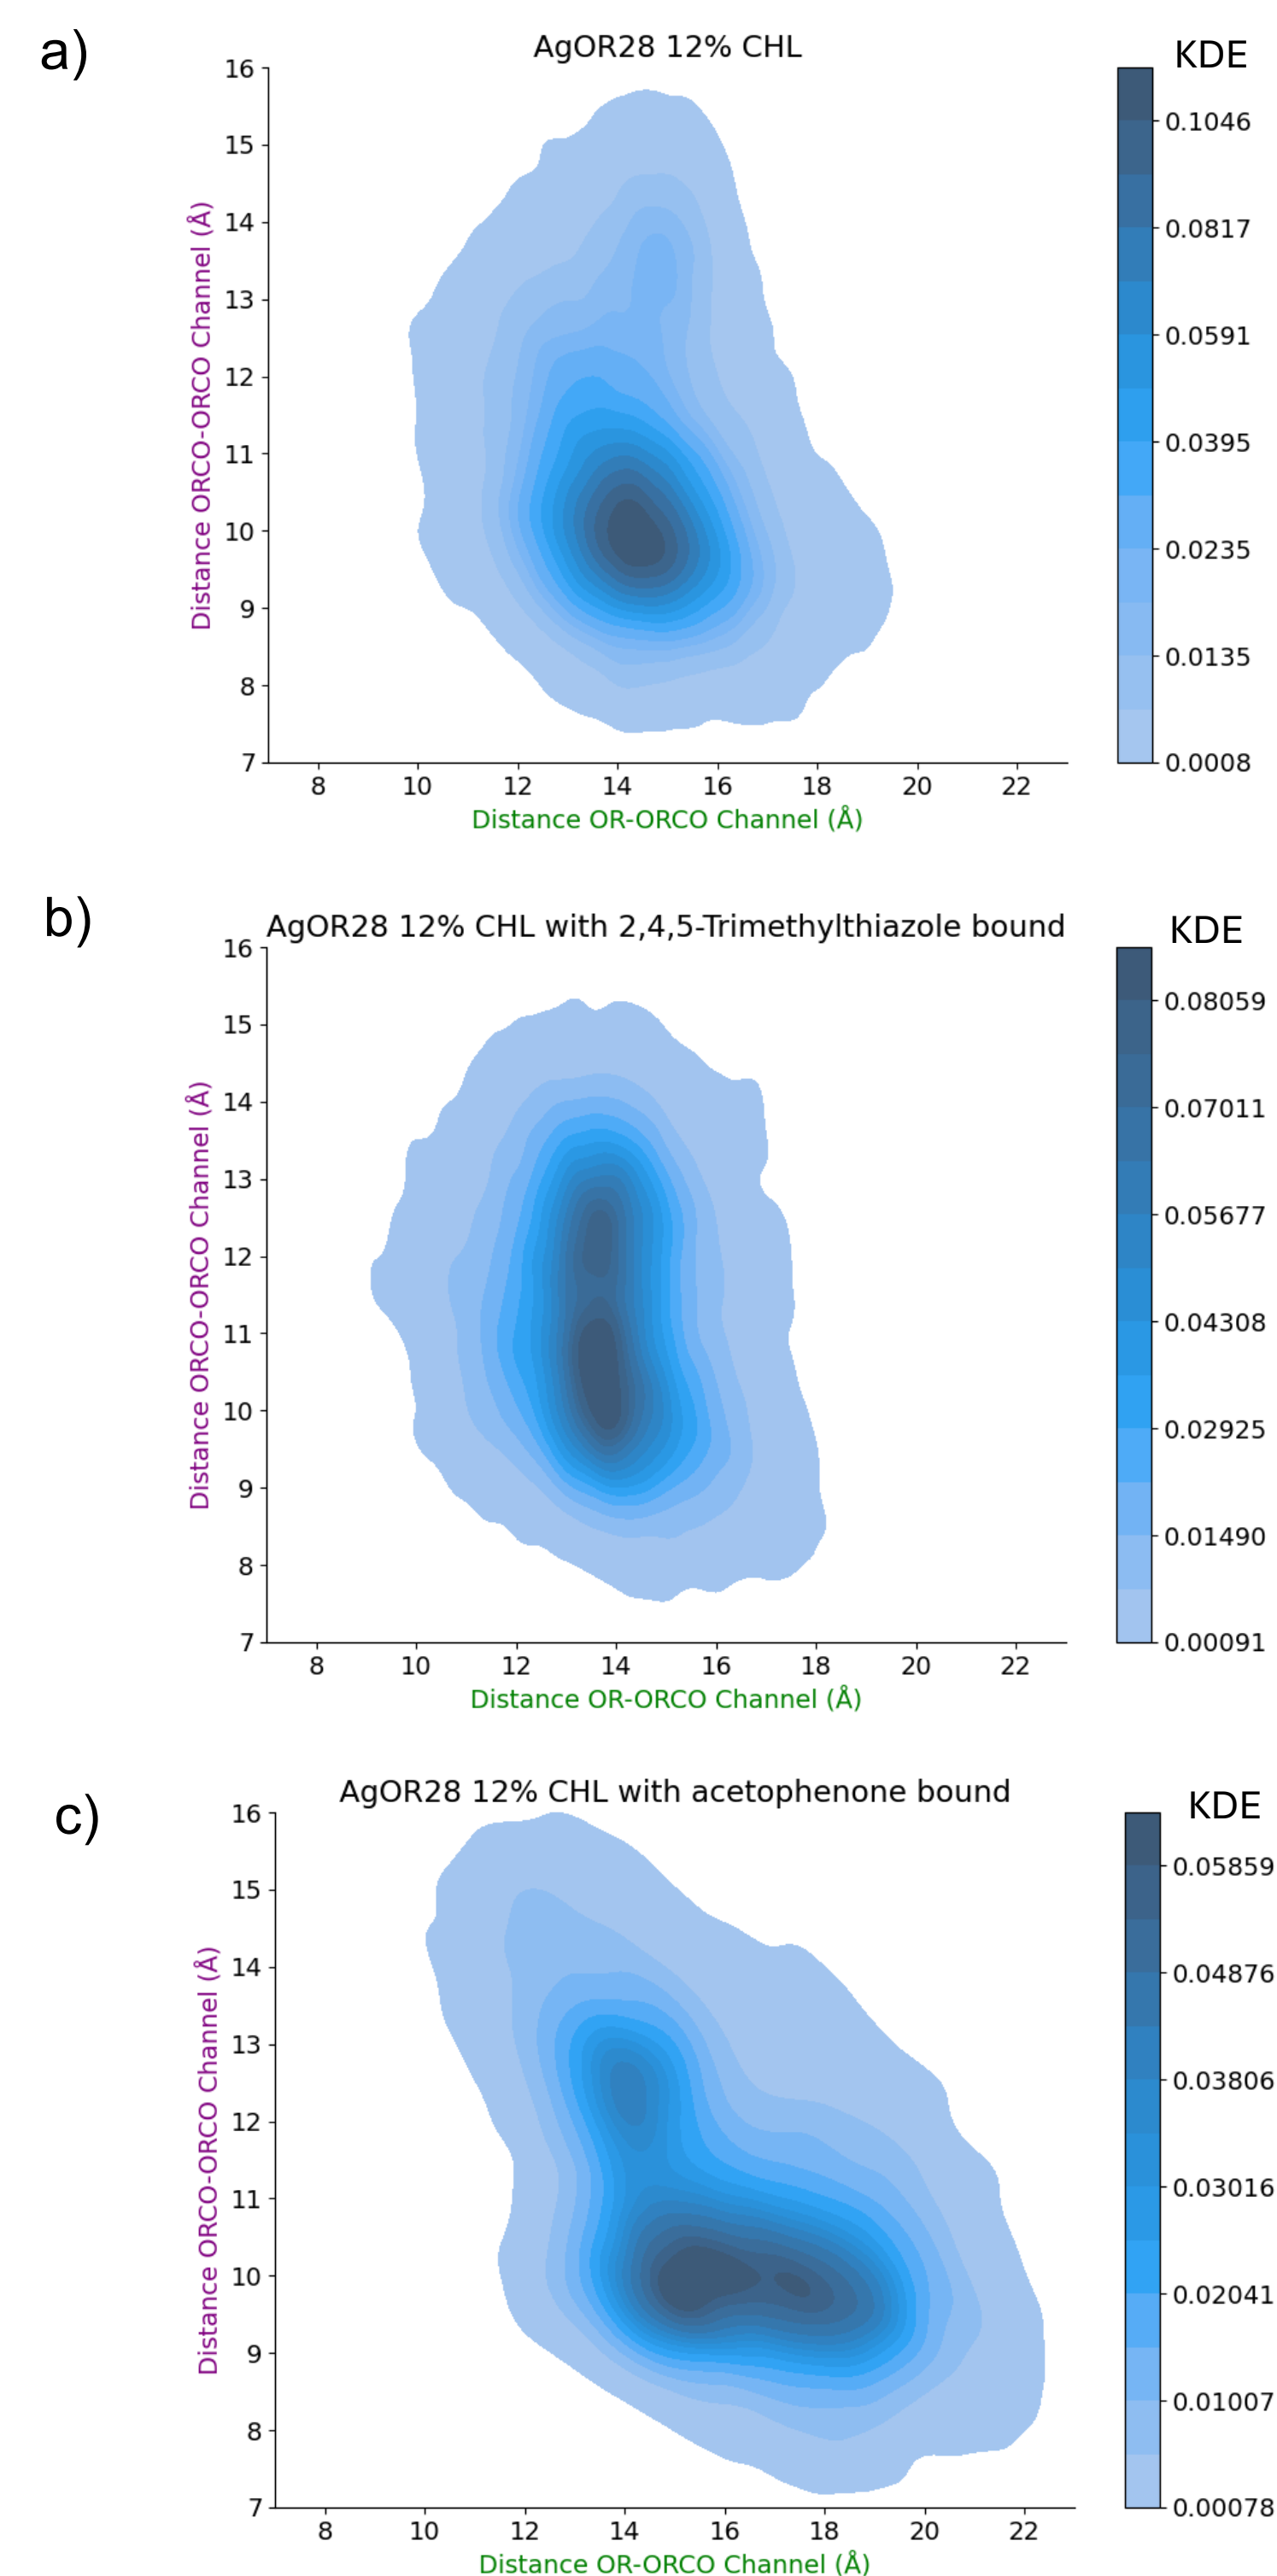 a)
AgOR28 12% CHL
KDE
16
15
14
13
12
11
10
9
8
7
Distance ORCO-ORCO Channel (Å)
8 10 12 14 16 18 20 22
Distance OR-ORCO Channel (Å)
0.1046
0.0817
0.0591
0.0395
0.0235
0.0135
0.0008
b)
AgOR28 12% CHL with 2,4,5-Trimethylthiazole bound
KDE
16
15
14
13
12
11
10
9
8
7
Distance ORCO-ORCO Channel (Å)
8 10 12 14 16 18 20 22
Distance OR-ORCO Channel (Å)
0.08059
0.07011
0.05677
0.04308
0.02925
0.01490
0.00091
c)
AgOR28 12% CHL with acetophenone bound
KDE
16
15
14
13
12
11
10
9
8
7
Distance ORCO-ORCO Channel (Å)
8 10 12 14 16 18 20 22
Distance OR-ORCO Channel (Å)
0.05859
0.04876
0.03806
0.03016
0.02041
0.01007
0.00078